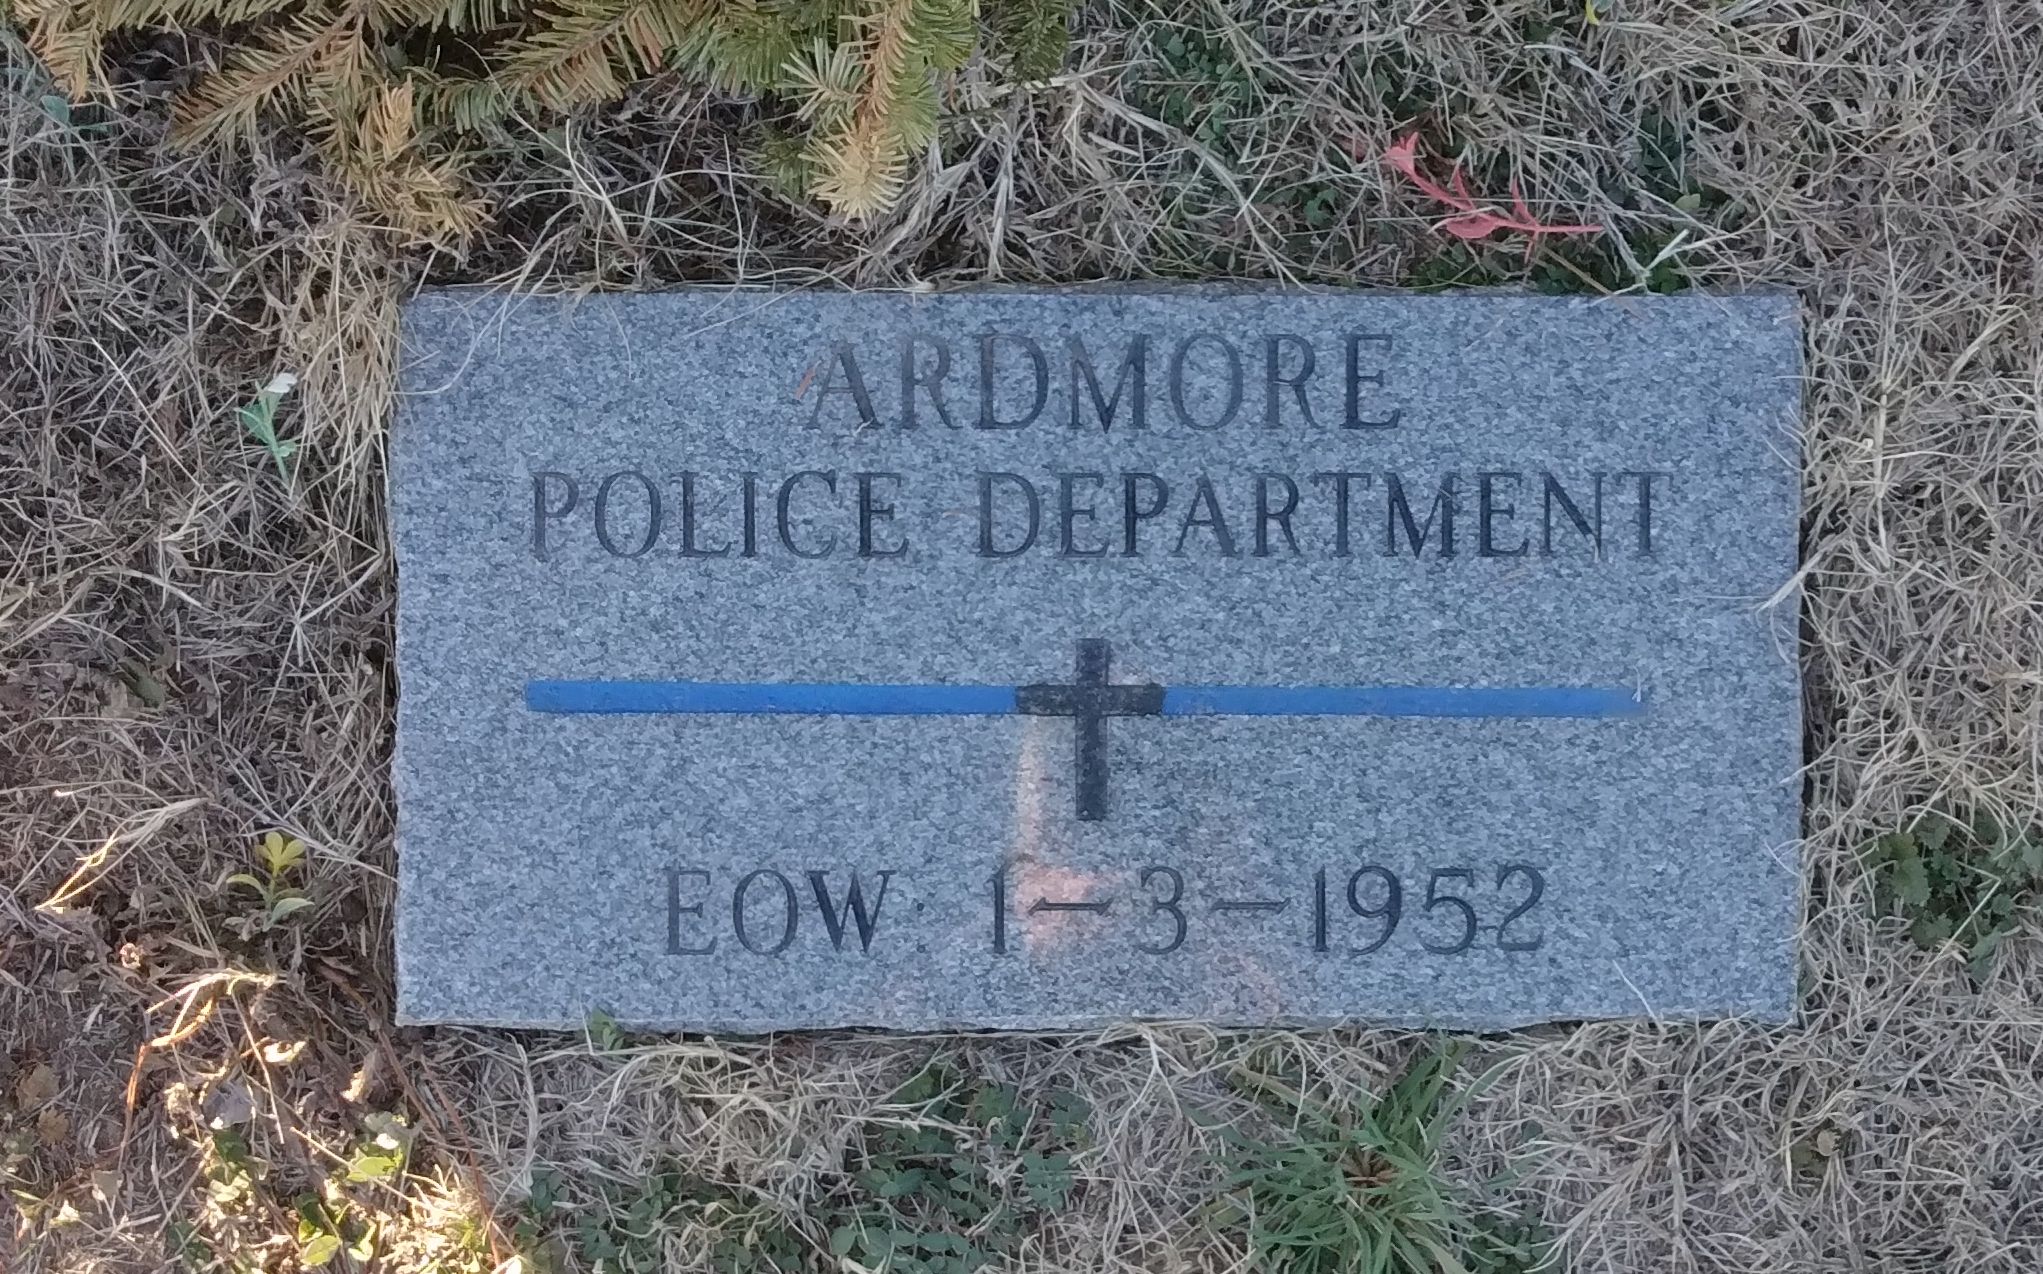 ARDMORE
POLICE DEPARTMENT
EOW 1-3-1952